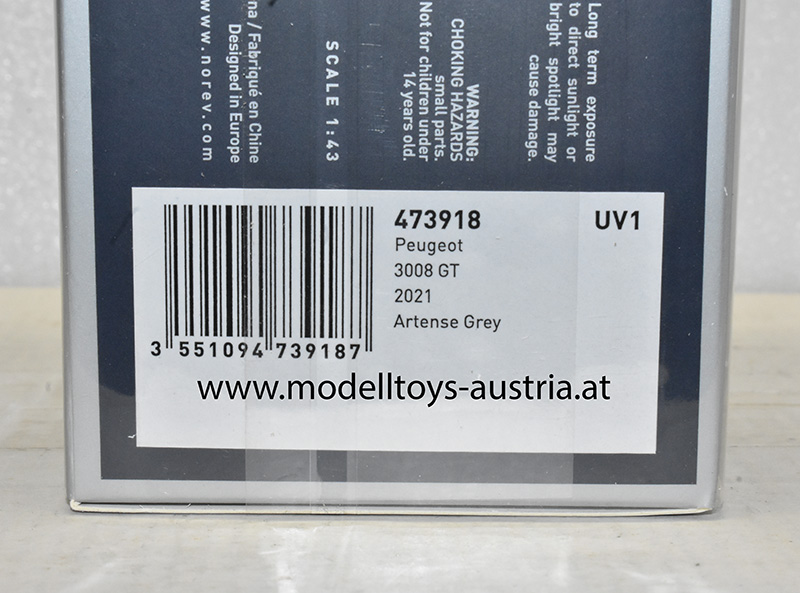 Long term exposure
to direct sunlight or
bright spotlight may
cause damage.
WARNING:
CHOKING HAZARDS
small parts.
Not for children under
14 years old.
SCALE 1:43
/ Fabriqué en Chine
Designed in Europe
www.norev.com
473918
UV1
Peugeot
3008 GT
2021
Artense Grey
3 551094 739187
www.modelltoys-austria.at